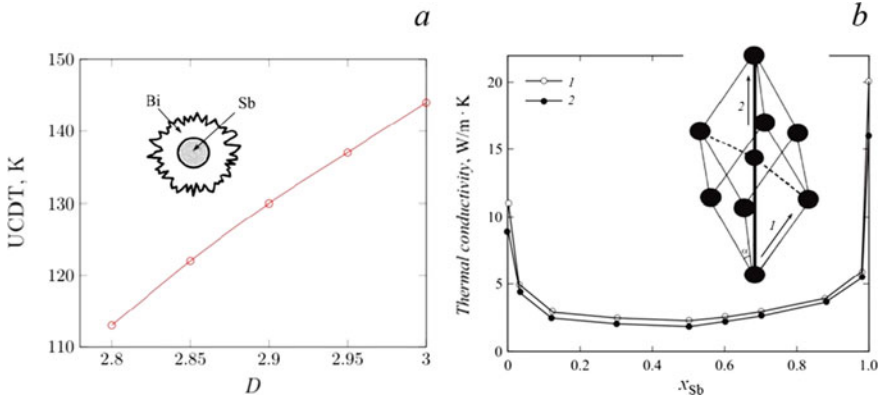 a
150
140
130
120
110
UCDT, K
Bi
Sb
2.8 2.85 2.9 2.95 3
D
b
20
15
10
5
0
Thermal conductivity, W/m · K
1
2
2
1
α
0 0.2 0.4 0.6 0.8 1.0
xSb